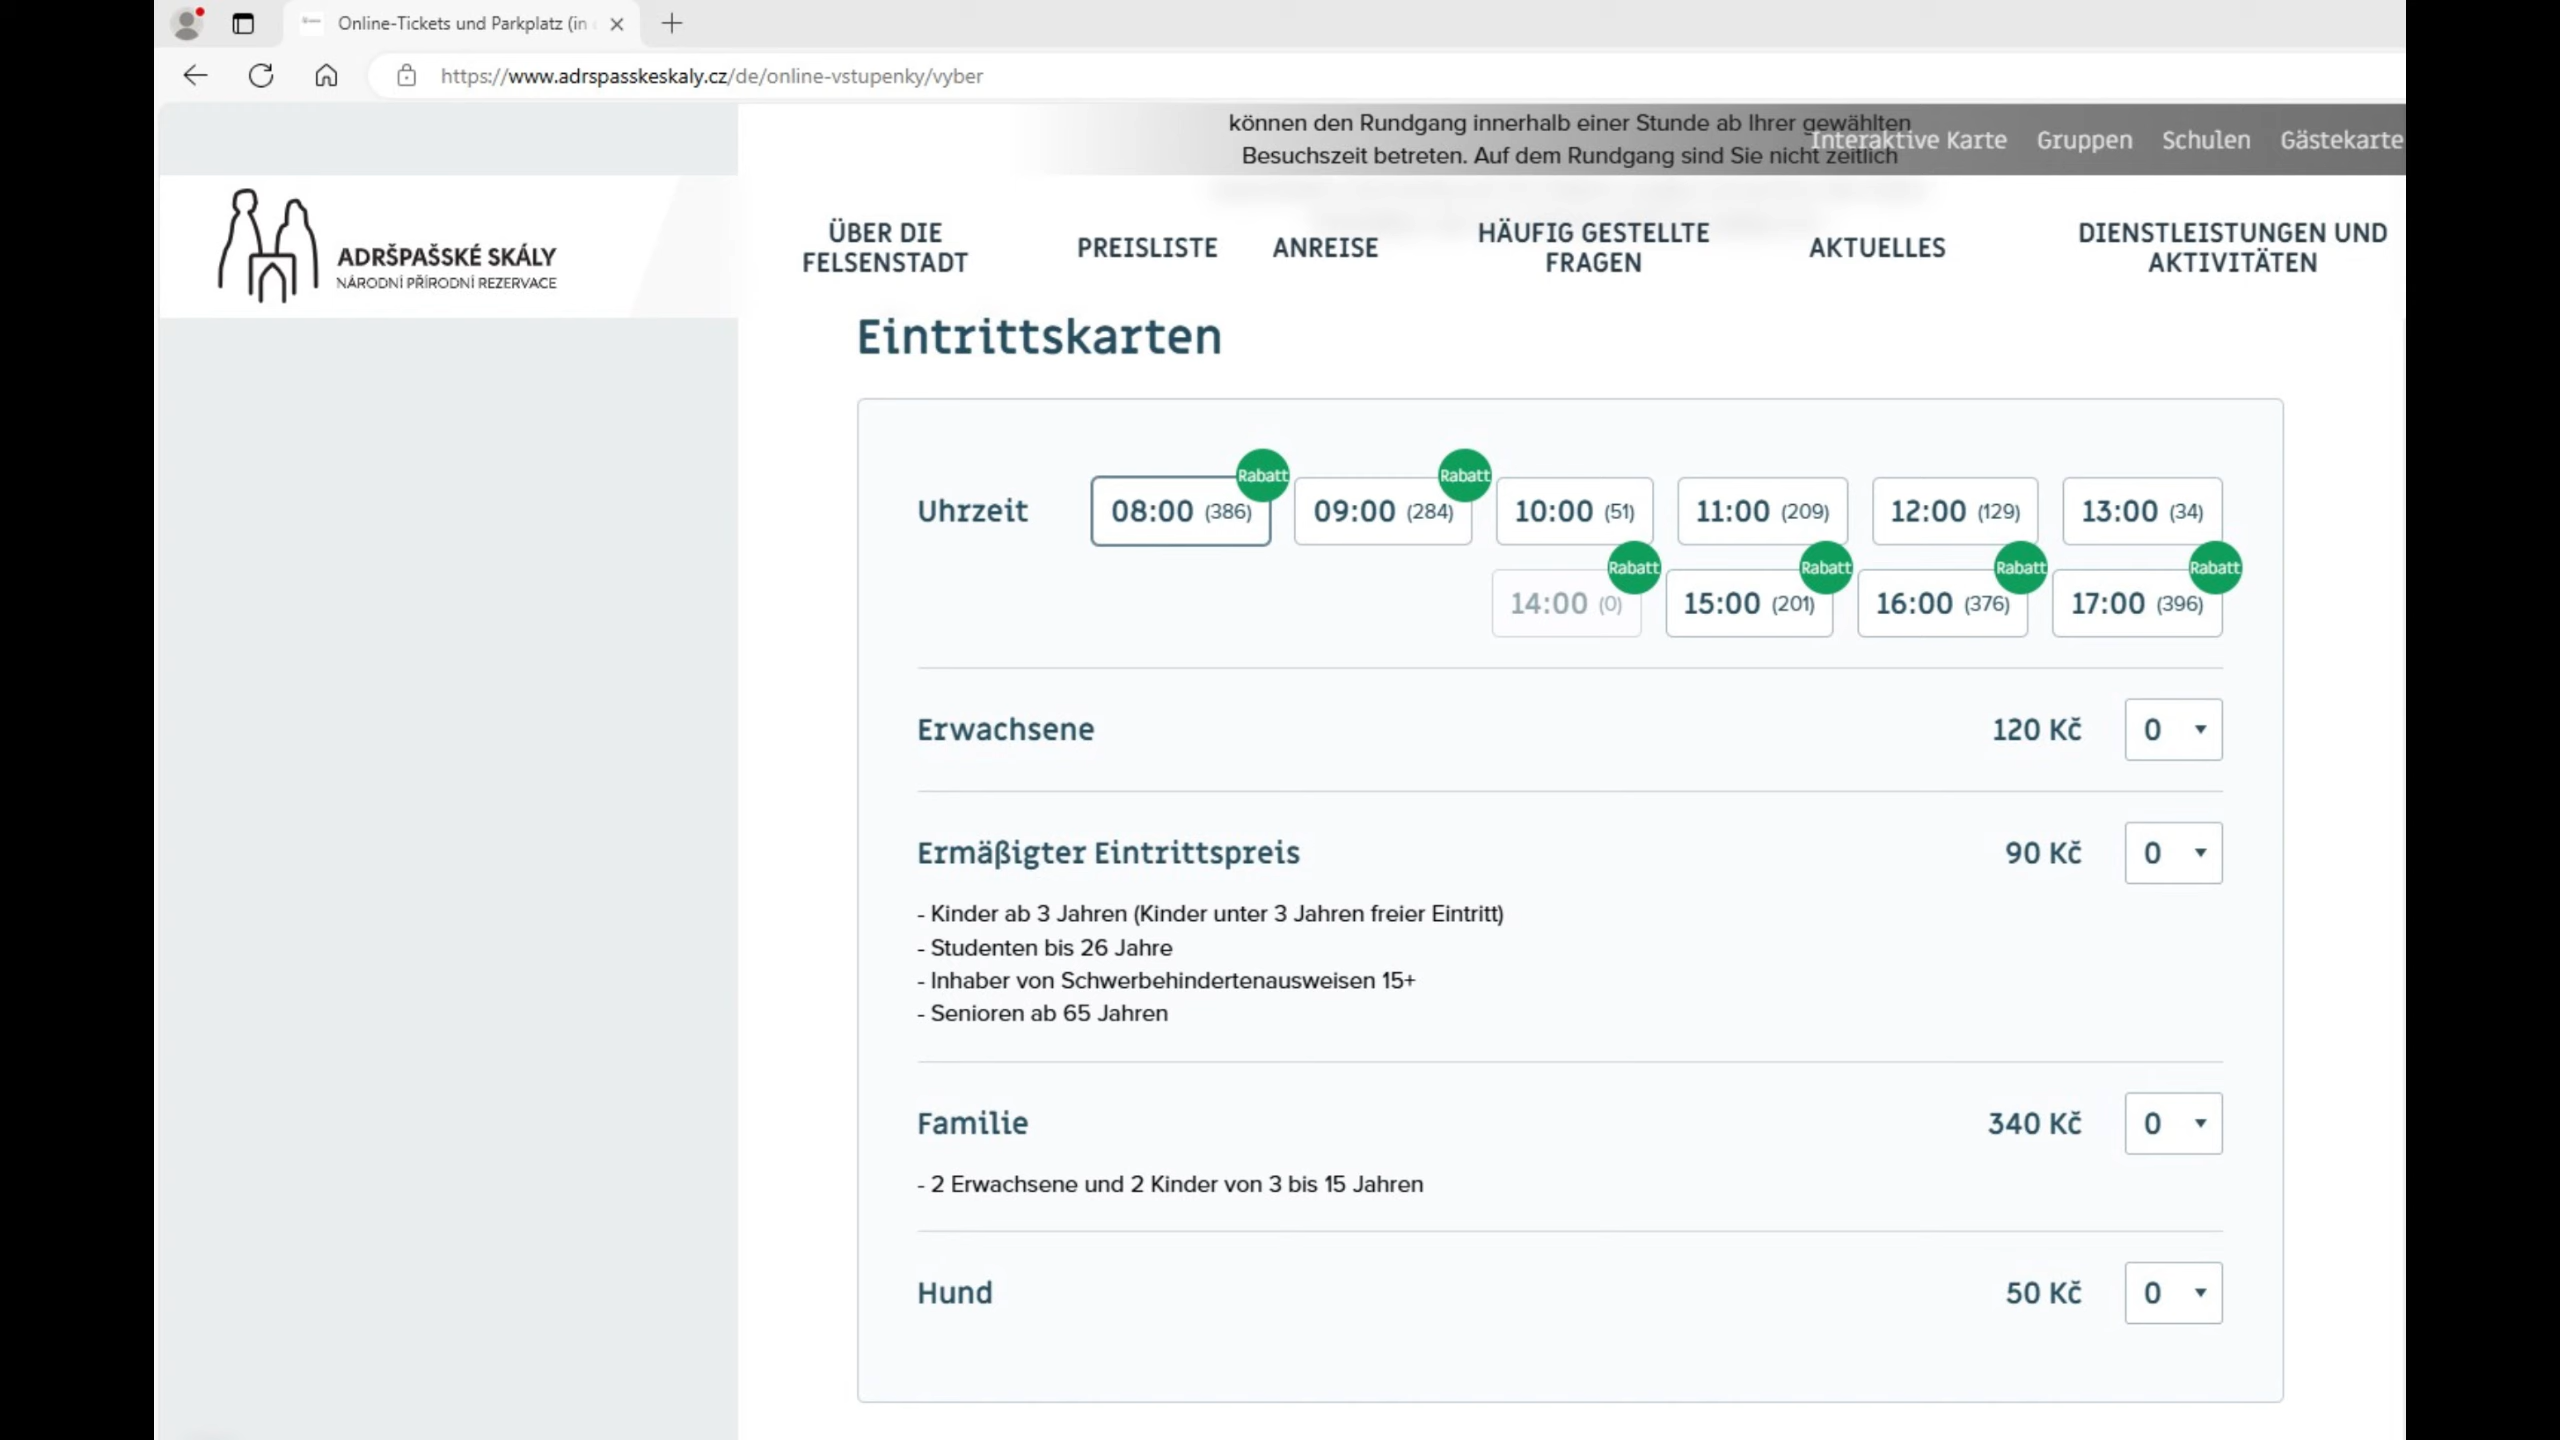 Online-Tickets und Parkplatz (in
https://www.adrspasskeskaly.cz/de/online-vstupenky/vyber
können den Rundgang innerhalb einer Stunde ab Ihrer gewählten
Besuchszeit betreten. Auf dem Rundgang sind Sie nicht zeitlich
Interaktive Karte Gruppen Schulen Gästekarte
ADRŠPAŠSKÉ SKÁLY
NÁRODNÍ PŘÍRODNÍ REZERVACE
ÜBER DIE
FELSENSTADT
PREISLISTE
ANREISE
HÄUFIG GESTELLTE
FRAGEN
AKTUELLES
DIENSTLEISTUNGEN UND
AKTIVITÄTEN
Eintrittskarten
Rabatt Rabatt
Uhrzeit 08:00 (386) 09:00 (284) 10:00 (51) 11:00 (209) 12:00 (129) 13:00 (34)
Rabatt Rabatt Rabatt Rabatt
14:00 (0) 15:00 (201) 16:00 (376) 17:00 (396)
Erwachsene 120 Kč 0
Ermäßigter Eintrittspreis 90 Kč 0
- Kinder ab 3 Jahren (Kinder unter 3 Jahren freier Eintritt)
- Studenten bis 26 Jahre
- Inhaber von Schwerbehindertenausweisen 15+
- Senioren ab 65 Jahren
Familie 340 Kč 0
- 2 Erwachsene und 2 Kinder von 3 bis 15 Jahren
Hund 50 Kč 0